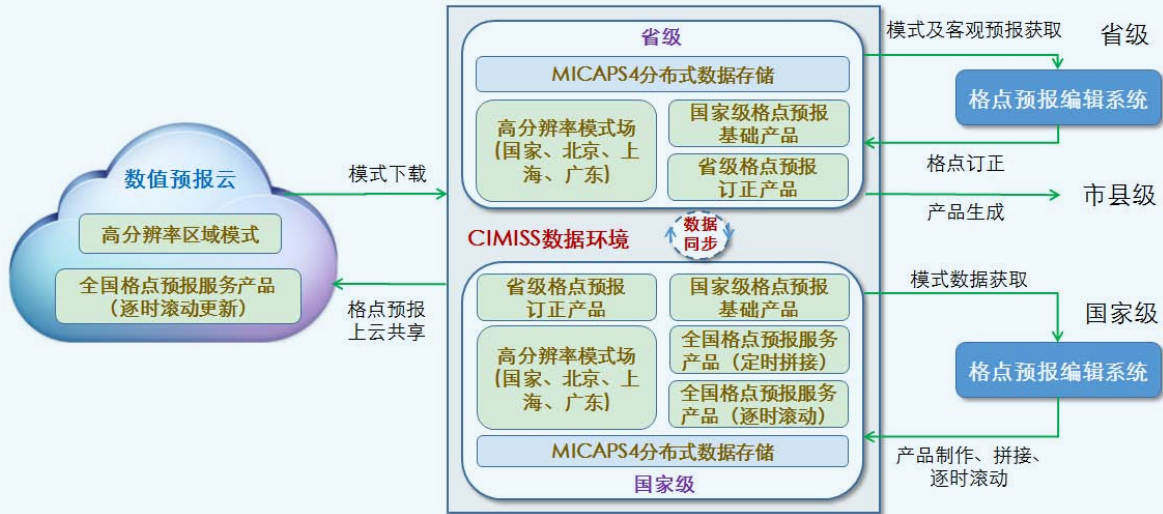 数值预报云
高分辨率区域模式
全国格点预报服务产品
(逐时滚动更新)
模式下载
格点预报
上云共享
省级
MICAPS4分布式数据存储
高分辨率模式场
(国家、北京、上
海、广东)
国家级格点预报
基础产品
省级格点预报
订正产品
CIMISS数据环境
数据
同步
省级格点预报
订正产品
国家级格点预报
基础产品
高分辨率模式场
(国家、北京、上
海、广东)
全国格点预报服务
产品（定时拼接）
全国格点预报服务
产品（逐时滚动）
MICAPS4分布式数据存储
国家级
模式及客观预报获取
省级
格点预报编辑系统
格点订正
市县级
产品生成
模式数据获取
国家级
格点预报编辑系统
产品制作、拼接、
逐时滚动